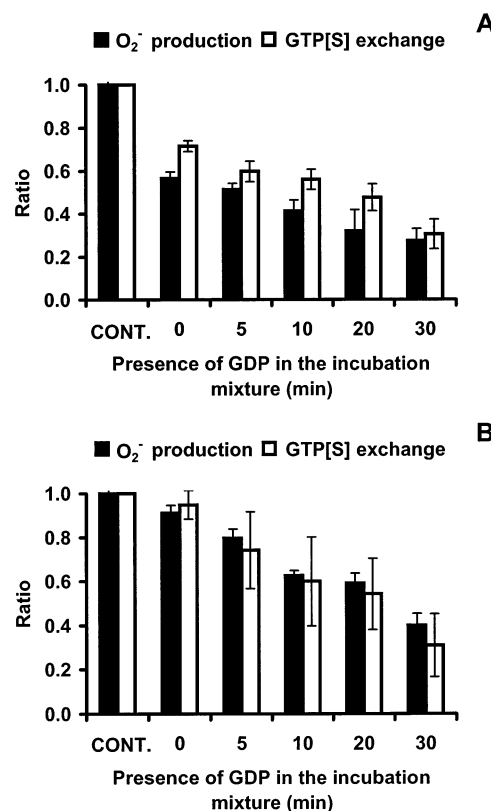 A
O₂⁻ production GTP[S] exchange
1.0
0.8
0.6
0.4
0.2
0.0
Ratio
CONT. 0 5 10 20 30
Presence of GDP in the incubation
mixture (min)
B
O₂⁻ production GTP[S] exchange
1.0
0.8
0.6
0.4
0.2
0.0
Ratio
CONT. 0 5 10 20 30
Presence of GDP in the incubation
mixture (min)